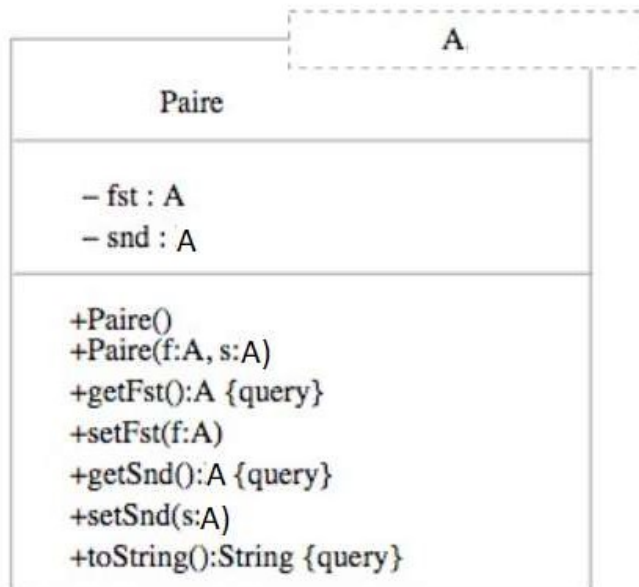 A
Paire
– fst : A
– snd : A
+Paire()
+Paire(f:A, s:A)
+getFst():A {query}
+setFst(f:A)
+getSnd():A {query}
+setSnd(s:A)
+toString():String {query}